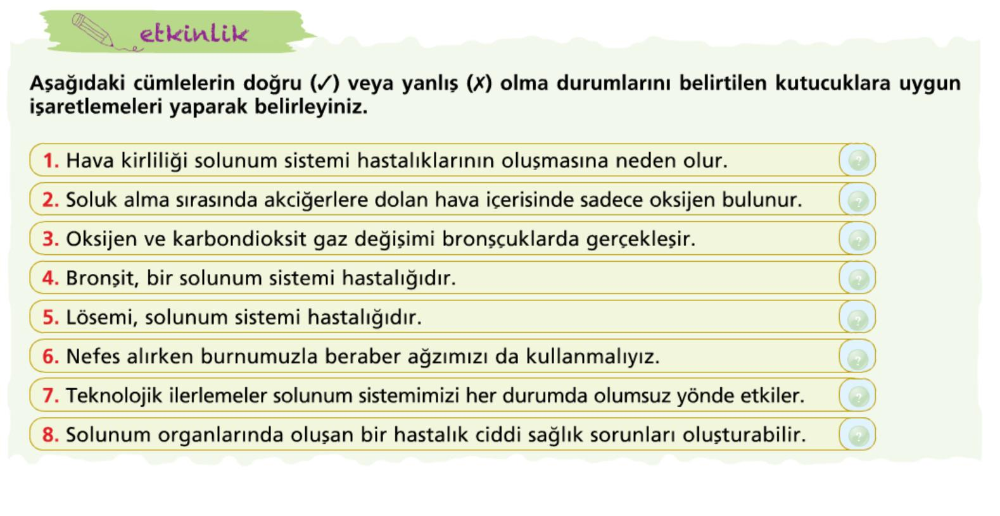 etkinlik
Aşağıdaki cümlelerin doğru (✓) veya yanlış (✗) olma durumlarını belirtilen kutucuklara uygun
işaretlemeleri yaparak belirleyiniz.
1. Hava kirliliği solunum sistemi hastalıklarının oluşmasına neden olur. ?
2. Soluk alma sırasında akciğerlere dolan hava içerisinde sadece oksijen bulunur. ?
3. Oksijen ve karbondioksit gaz değişimi bronşçuklarda gerçekleşir. ?
4. Bronşit, bir solunum sistemi hastalığıdır. ?
5. Lösemi, solunum sistemi hastalığıdır. ?
6. Nefes alırken burnumuzla beraber ağzımızı da kullanmalıyız. ?
7. Teknolojik ilerlemeler solunum sistemimizi her durumda olumsuz yönde etkiler. ?
8. Solunum organlarında oluşan bir hastalık ciddi sağlık sorunları oluşturabilir. ?